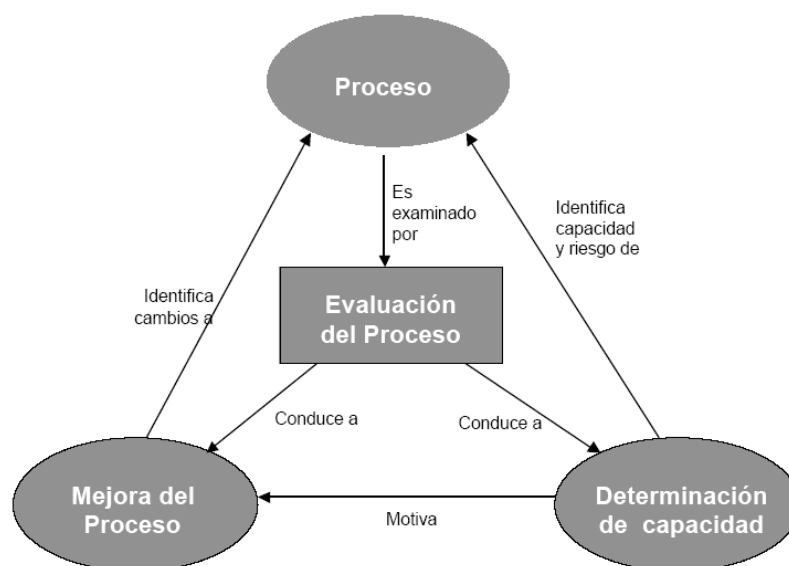 Proceso
Es
examinado
por
Identifica
capacidad
y riesgo de
Identifica
cambios a
Evaluación
del Proceso
Conduce a
Conduce a
Mejora del
Proceso
Motiva
Determinación
de capacidad